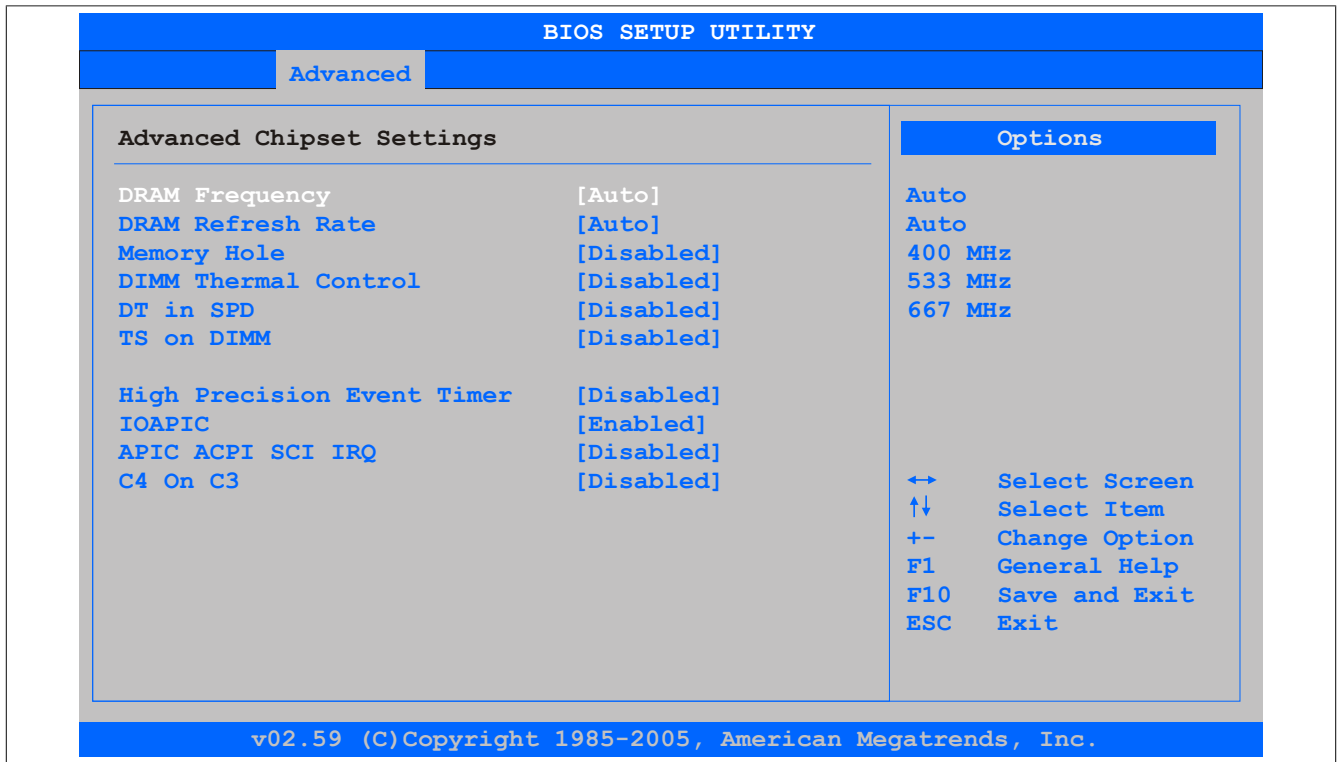 BIOS SETUP UTILITY
Advanced
Advanced Chipset Settings
DRAM Frequency [Auto]
DRAM Refresh Rate [Auto]
Memory Hole [Disabled]
DIMM Thermal Control [Disabled]
DT in SPD [Disabled]
TS on DIMM [Disabled]
High Precision Event Timer [Disabled]
IOAPIC [Enabled]
APIC ACPI SCI IRQ [Disabled]
C4 On C3 [Disabled]
Options
Auto
Auto
400 MHz
533 MHz
667 MHz
↔ Select Screen
↑↓ Select Item
+- Change Option
F1 General Help
F10 Save and Exit
ESC Exit
v02.59 (C)Copyright 1985-2005, American Megatrends, Inc.